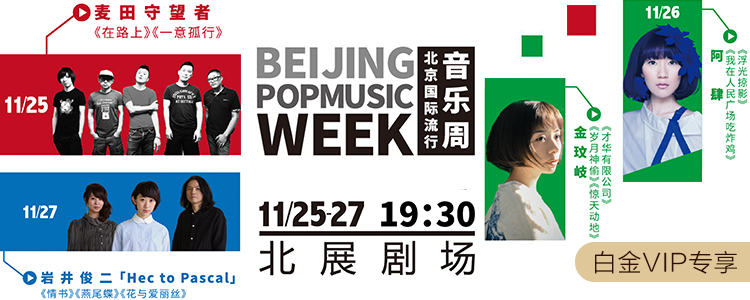 麦田守望者
《在路上》《一意孤行》
11/25
11/27
岩井俊二「Hec to Pascal」
《情书》《燕尾蝶》《花与爱丽丝》
BEIJING
POPMUSIC
WEEK
北京国际流行
音乐周
11/25-27 19:30
北展剧场
金玟岐
《才华有限公司》
《岁月神偷》《惊天动地》
11/26
阿肆
《浮光掠影》
《我在人民广场吃炸鸡》
白金VIP专享